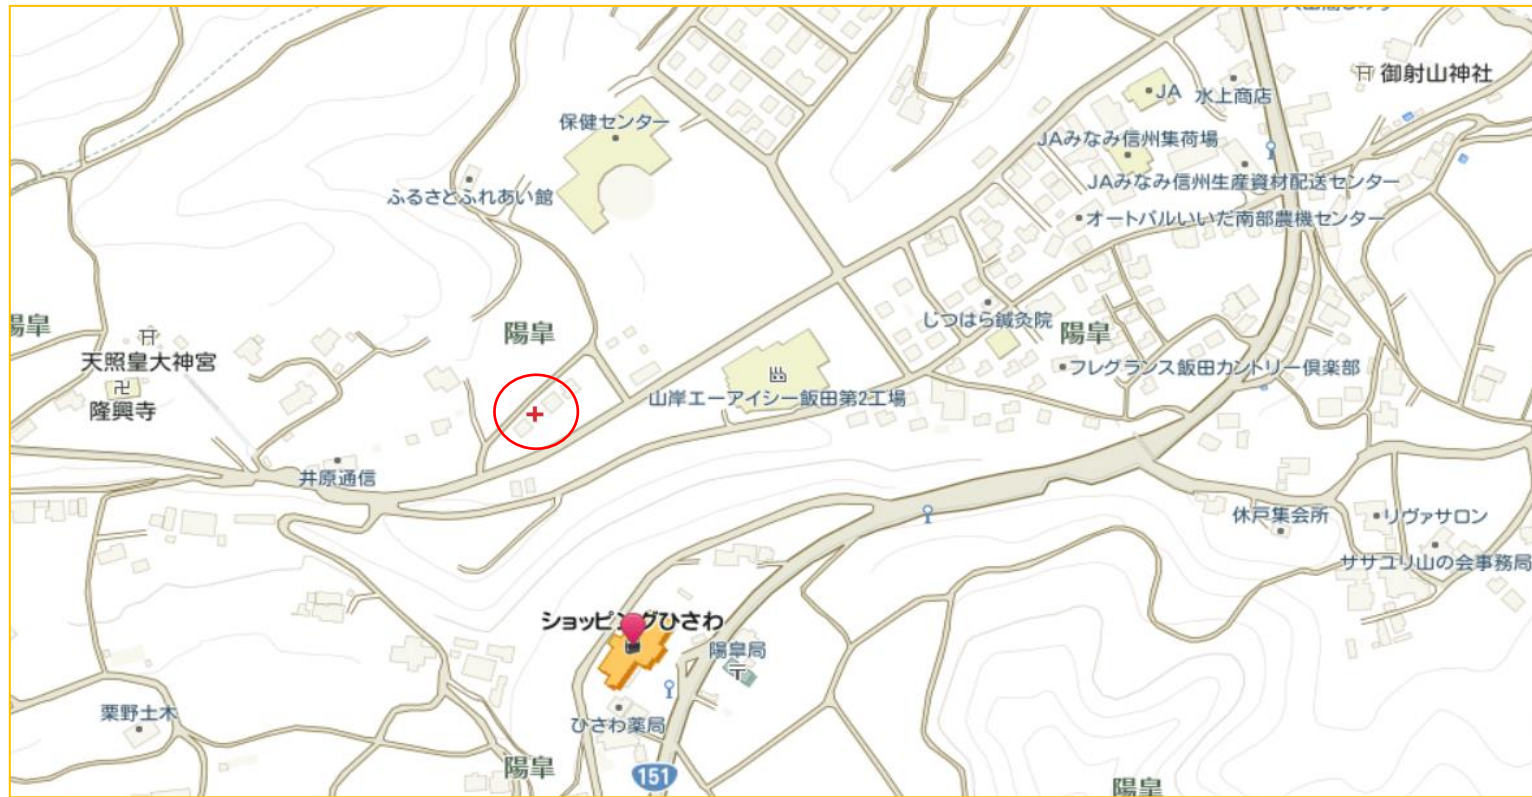 御射山神社
JA
水上商店
保健センター
JAみなみ信州集荷場
JAみなみ信州生産資材配送センター
ふるさとふれあい館
オートパルいいだ南部農機センター
じつはら鍼灸院
陽皐
陽皐
陽皐
天照皇大神宮
フレグランス飯田カントリー倶楽部
山岸エーアイシー飯田第2工場
隆興寺
井原通信
休戸集会所
リヴァサロン
ササユリ山の会事務局
ショッピングひさわ
陽皐局
栗野土木
ひさわ薬局
陽皐
151
陽皐